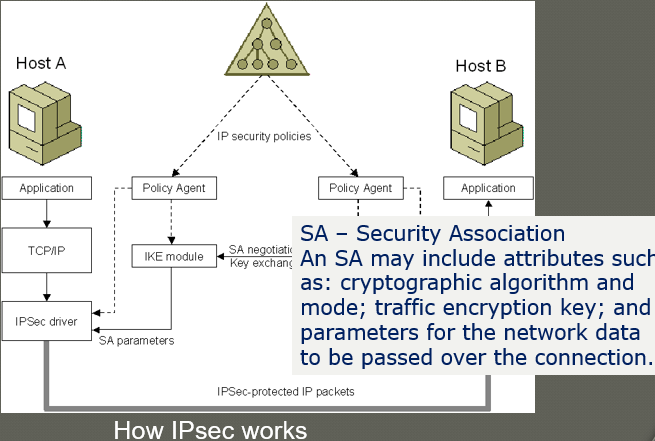 Host A
Host B
IP security policies
Application
Policy Agent
Policy Agent
Application
TCP/IP
IKE module
SA negotiatio
Key exchang
SA – Security Association
An SA may include attributes such
as: cryptographic algorithm and
mode; traffic encryption key; and
parameters for the network data
to be passed over the connection.
IPSec driver
SA parameters
IPSec-protected IP packets
How IPsec works